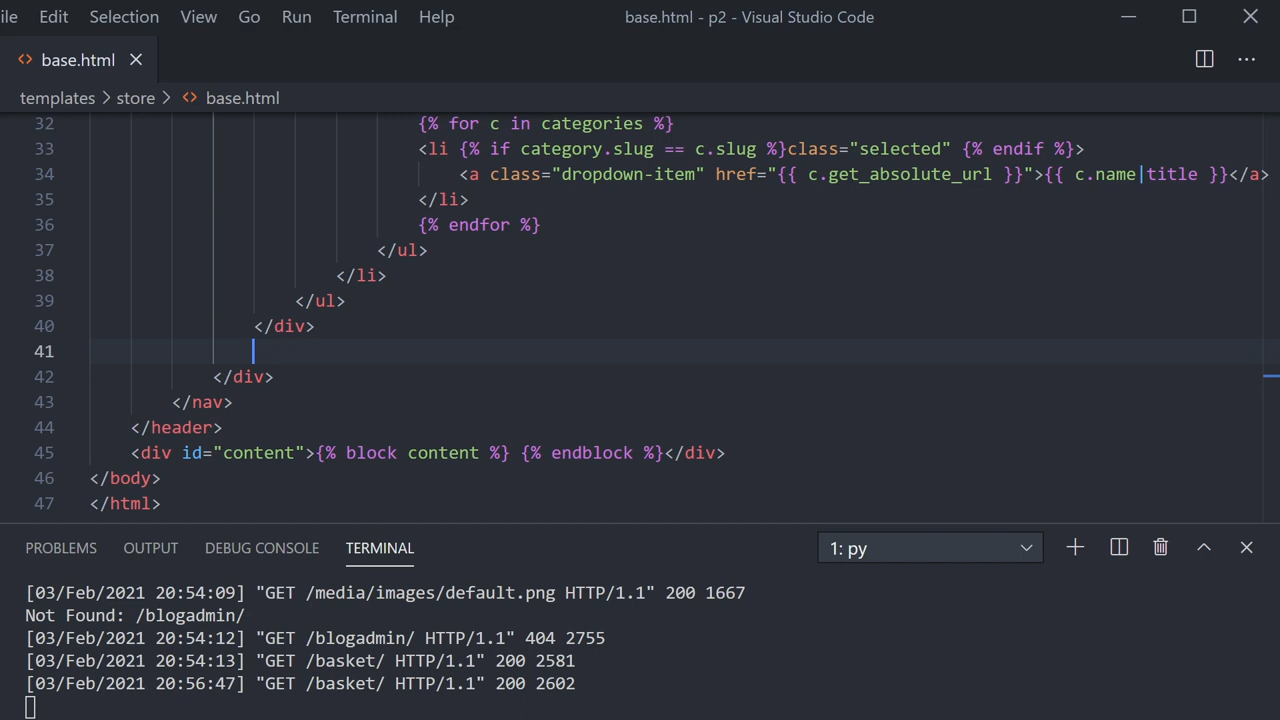 ile Edit Selection View Go Run Terminal Help base.html - p2 - Visual Studio Code
base.html
templates > store > base.html
32 {% for c in categories %}
33 <li {% if category.slug == c.slug %}class="selected" {% endif %}>
34 <a class="dropdown-item" href="{{ c.get_absolute_url }}">{{ c.name|title }}</a>
35 </li>
36 {% endfor %}
37 </ul>
38 </li>
39 </ul>
40 </div>
41
42 </div>
43 </nav>
44 </header>
45 <div id="content">{% block content %} {% endblock %}</div>
46 </body>
47 </html>
PROBLEMS OUTPUT DEBUG CONSOLE TERMINAL 1: py
[03/Feb/2021 20:54:09] "GET /media/images/default.png HTTP/1.1" 200 1667
Not Found: /blogadmin/
[03/Feb/2021 20:54:12] "GET /blogadmin/ HTTP/1.1" 404 2755
[03/Feb/2021 20:54:13] "GET /basket/ HTTP/1.1" 200 2581
[03/Feb/2021 20:56:47] "GET /basket/ HTTP/1.1" 200 2602